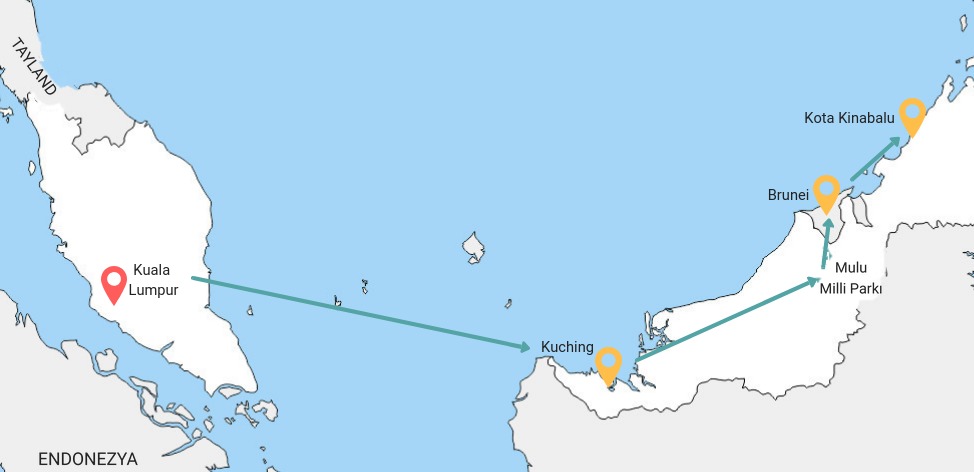 TAYLAND
Kota Kinabalu
Brunei
Kuala
Lumpur
Mulu
Milli Parkı
Kuching
ENDONEZYA